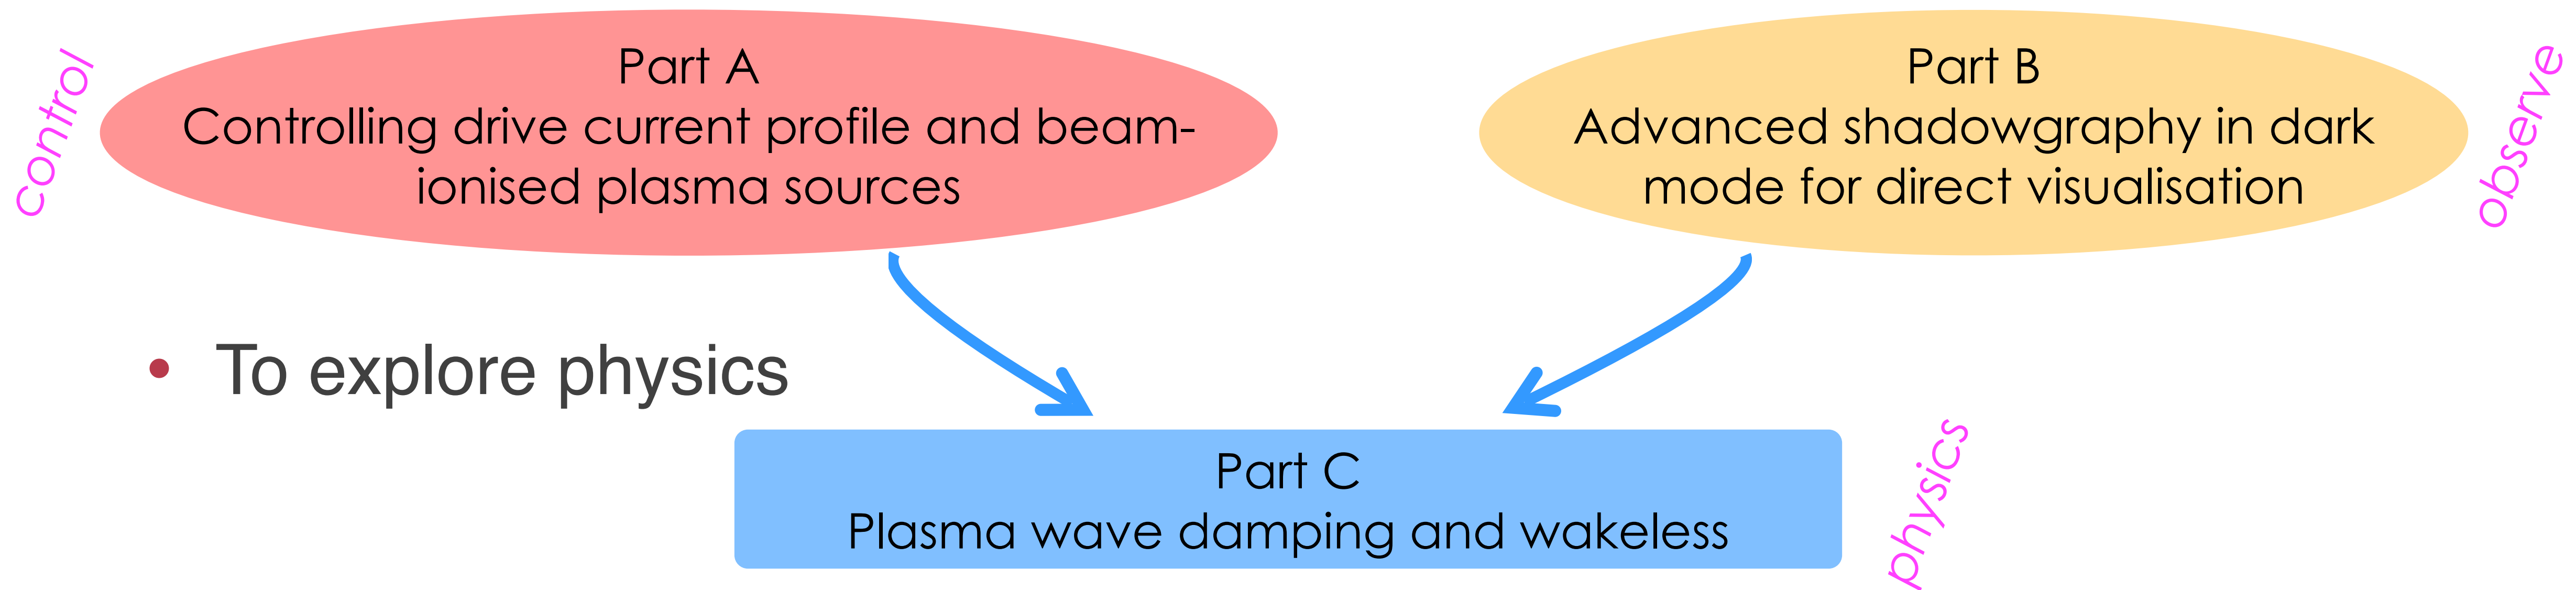 control
Part A
Controlling drive current profile and beam-
ionised plasma sources
Part B
Advanced shadowgraphy in dark
mode for direct visualisation
observe
• To explore physics
Part C
Plasma wave damping and wakeless
physics